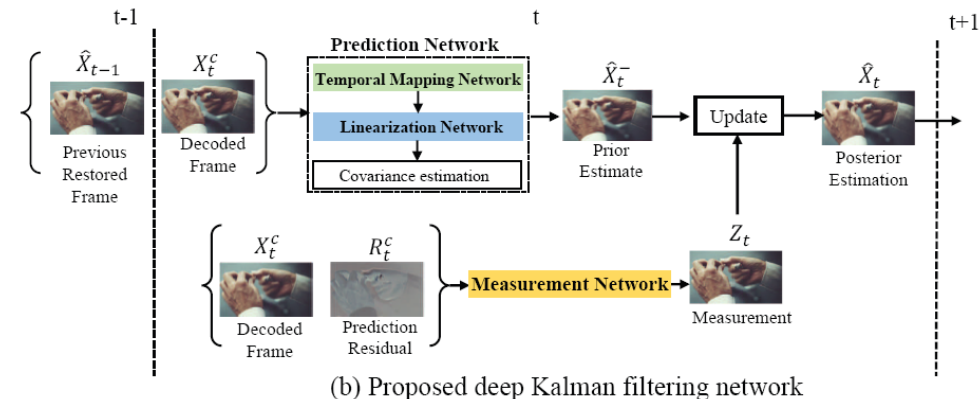 t-1
t
t+1
Prediction Network
X̂_{t-1}
X_t^c
Temporal Mapping Network
X̂_t^-
X̂_t
Linearization Network
Update
Previous
Restored
Frame
Decoded
Frame
Covariance estimation
Prior
Estimate
Posterior
Estimation
X_t^c
R_t^c
Z_t
Measurement Network
Decoded
Frame
Prediction
Residual
Measurement
(b) Proposed deep Kalman filtering network